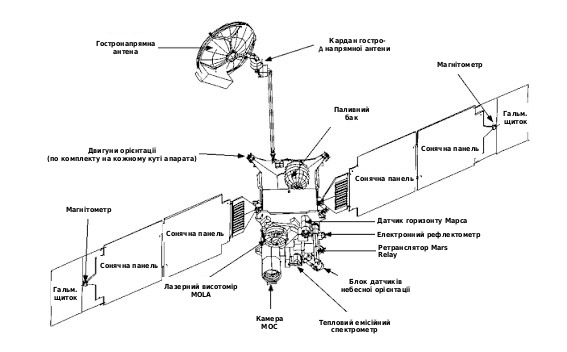 Гостронапрямна
антена
Кардан гостро-
днапрямної антени
Магнітометр
Паливний
бак
Гальм.
щиток
Двигуни орієнтації
(по комплекту на кожному куті апарата)
Сонячна панель
Сонячна панель
Магнітометр
Датчик горизонту Марса
Електронний рефлектометр
Ретранслятор Mars
Relay
Сонячна панель
Сонячна панель
Гальм.
щиток
Лазерний висотомір
MOLA
Блок датчиків
небесної орієнтації
Камера
MOC
Тепловий емісійний
спектрометр